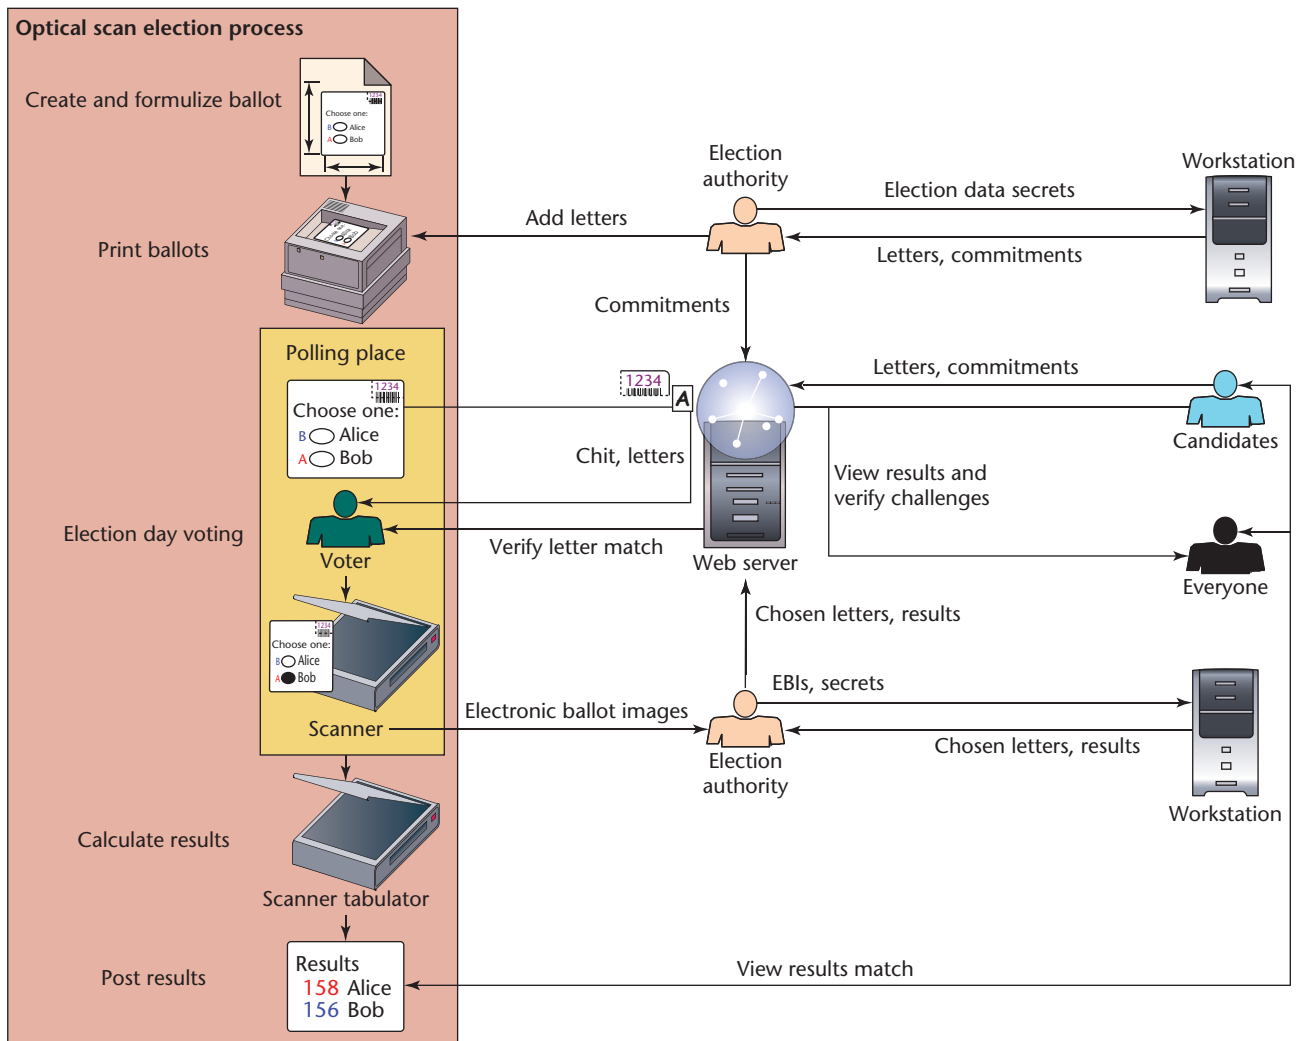 Optical scan election process
Create and formulize ballot
1234
Choose one:
B Alice
A Bob
Print ballots
Election
authority
Workstation
Election data secrets
Add letters
Letters, commitments
Commitments
Polling place
1234
Choose one:
B Alice
A Bob
1234
A
Letters, commitments
Candidates
Chit, letters
View results and
verify challenges
Election day voting
Voter
Verify letter match
Web server
Everyone
Chosen letters, results
1234
Choose one:
B Alice
A Bob
Scanner
Electronic ballot images
EBIs, secrets
Chosen letters, results
Election
authority
Workstation
Calculate results
Scanner tabulator
Post results
Results
158 Alice
156 Bob
View results match